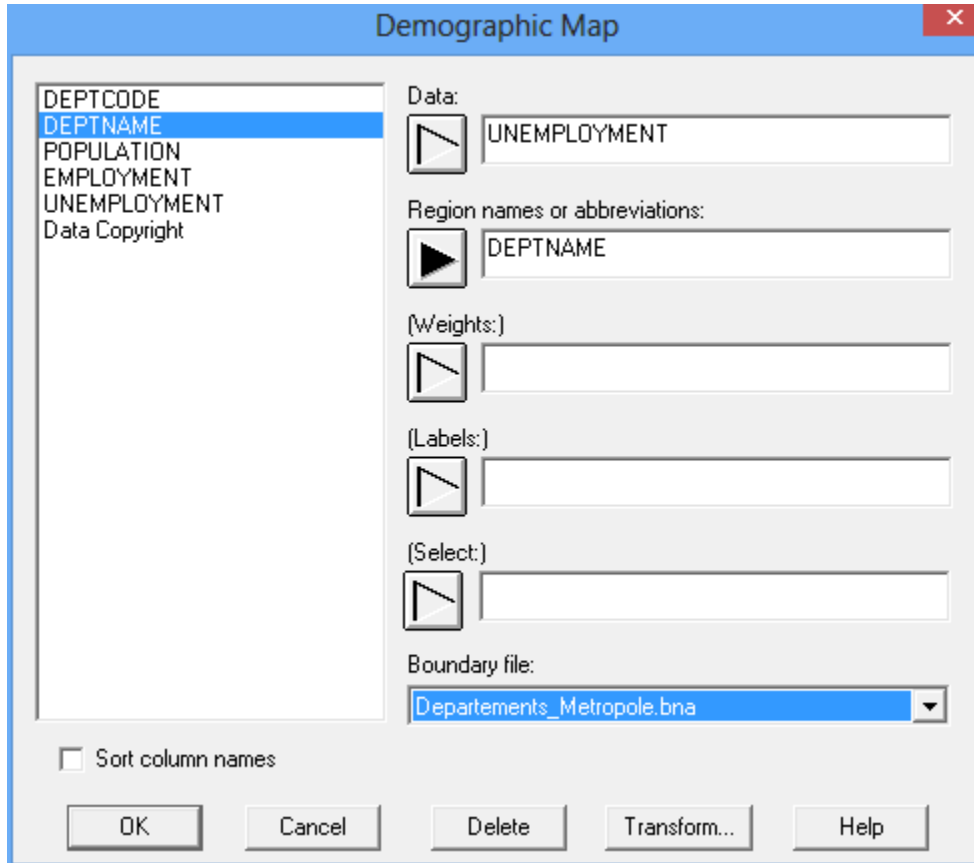 Demographic Map
DEPTCODE
DEPTNAME
POPULATION
EMPLOYMENT
UNEMPLOYMENT
Data Copyright
Data:
UNEMPLOYMENT
Region names or abbreviations:
DEPTNAME
(Weights:)
(Labels:)
(Select:)
Boundary file:
Departements_Metropole.bna
Sort column names
OK
Cancel
Delete
Transform...
Help